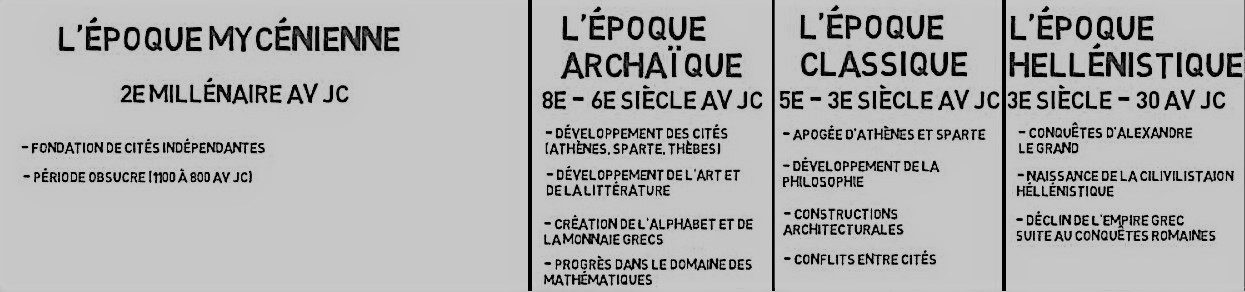 L'ÉPOQUE MYCÉNIENNE
2E MILLÉNAIRE AV JC
- FONDATION DE CITÉS INDÉPENDANTES
- PÉRIODE OBSUCRE (1100 À 800 AV JC)
L'ÉPOQUE
ARCHAÏQUE
8E - 6E SIÈCLE AV JC
- DÉVELOPPEMENT DES CITÉS
(ATHÈNES, SPARTE, THÈBES)
- DÉVELOPPEMENT DE L'ART ET
DE LA LITTÉRATURE
- CRÉATION DE L'ALPHABET ET DE
LA MONNAIE GRECS
- PROGRÈS DANS LE DOMAINE DES
MATHÉMATIQUES
L'ÉPOQUE
CLASSIQUE
5E - 3E SIÈCLE AV JC
- APOGÉE D'ATHÈNES ET SPARTE
- DÉVELOPPEMENT DE LA
PHILOSOPHIE
- CONSTRUCTIONS
ARCHITECTURALES
- CONFLITS ENTRE CITÉS
L'ÉPOQUE
HELLÉNISTIQUE
3E SIÈCLE - 30 AV JC
- CONQUÊTES D'ALEXANDRE
LE GRAND
- NAISSANCE DE LA CILIVILISTAION
HÉLLÉNISTIQUE
- DÉCLIN DE L'EMPIRE GREC
SUITE AU CONQUÊTES ROMAINES